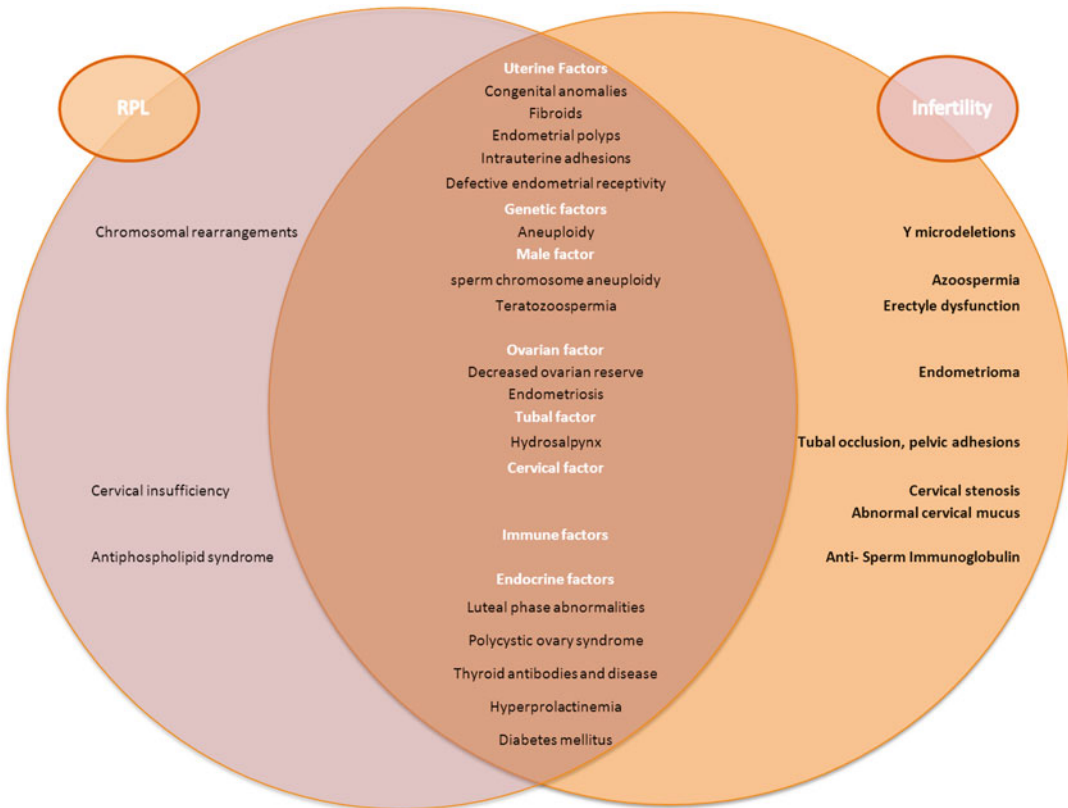 RPL
Infertility
Uterine Factors
Congenital anomalies
Fibroids
Endometrial polyps
Intrauterine adhesions
Defective endometrial receptivity
Genetic factors
Chromosomal rearrangements
Aneuploidy
Y microdeletions
Male factor
sperm chromosome aneuploidy
Azoospermia
Teratozoospermia
Erectyle dysfunction
Ovarian factor
Decreased ovarian reserve
Endometrioma
Endometriosis
Tubal factor
Hydrosalpynx
Tubal occlusion, pelvic adhesions
Cervical factor
Cervical insufficiency
Cervical stenosis
Abnormal cervical mucus
Immune factors
Antiphospholipid syndrome
Anti- Sperm Immunoglobulin
Endocrine factors
Luteal phase abnormalities
Polycystic ovary syndrome
Thyroid antibodies and disease
Hyperprolactinemia
Diabetes mellitus